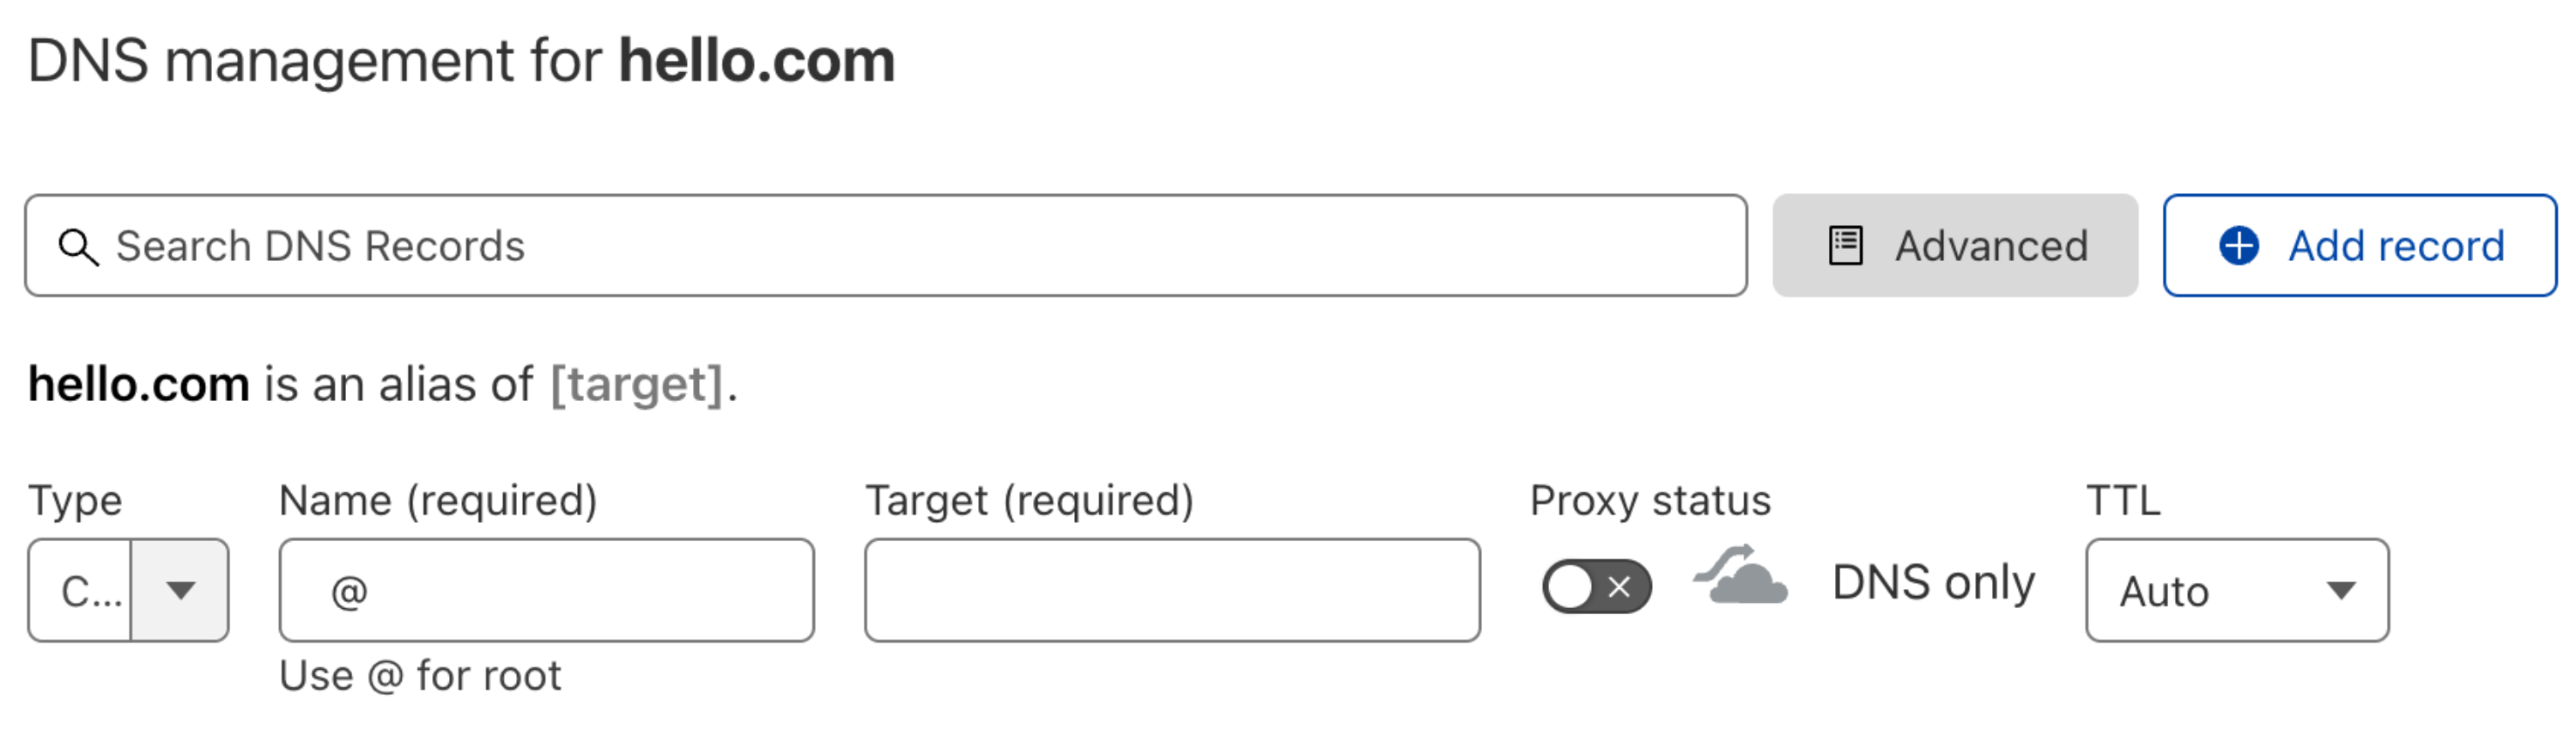 DNS management for hello.com
Search DNS Records
Advanced
Add record
hello.com is an alias of [target].
Type
Name (required)
Target (required)
Proxy status
TTL
C...
@
DNS only
Auto
Use @ for root